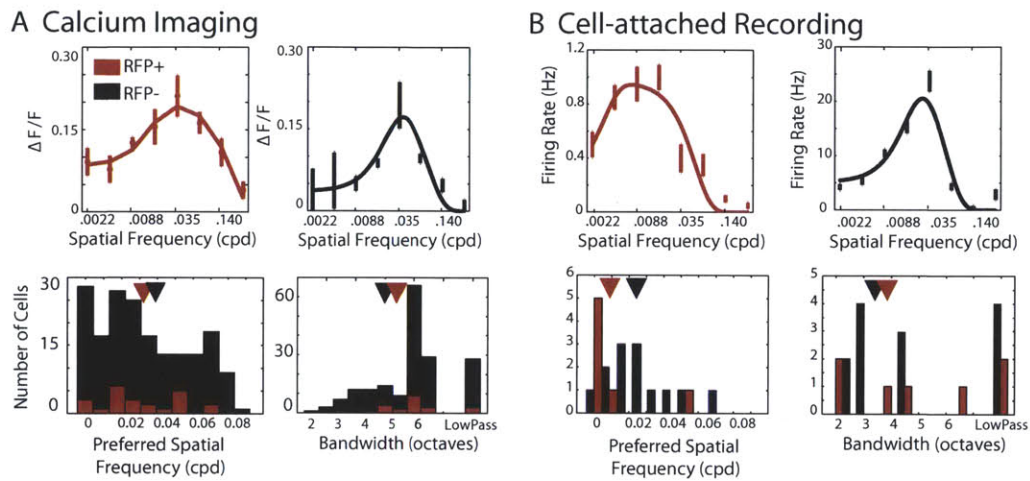 A Calcium Imaging
B Cell-attached Recording
0.30
0.15
0
ΔF/F
RFP+
RFP-
.0022 .0088 .035 .140
Spatial Frequency (cpd)
0.30
0.15
0
ΔF/F
.0022 .0088 .035 .140
Spatial Frequency (cpd)
1.2
0.8
0.4
0
Firing Rate (Hz)
.0022 .0088 .035 .140
Spatial Frequency (cpd)
30
20
10
0
Firing Rate (Hz)
.0022 .0088 .035 .140
Spatial Frequency (cpd)
30
15
0
Number of Cells
0 0.02 0.04 0.06 0.08
Preferred Spatial
Frequency (cpd)
60
30
0
2 3 4 5 6 LowPass
Bandwidth (octaves)
6
5
4
3
2
1
0
0 0.02 0.04 0.06 0.08
Preferred Spatial
Frequency (cpd)
5
4
3
2
1
0
2 3 4 5 6 LowPass
Bandwidth (octaves)